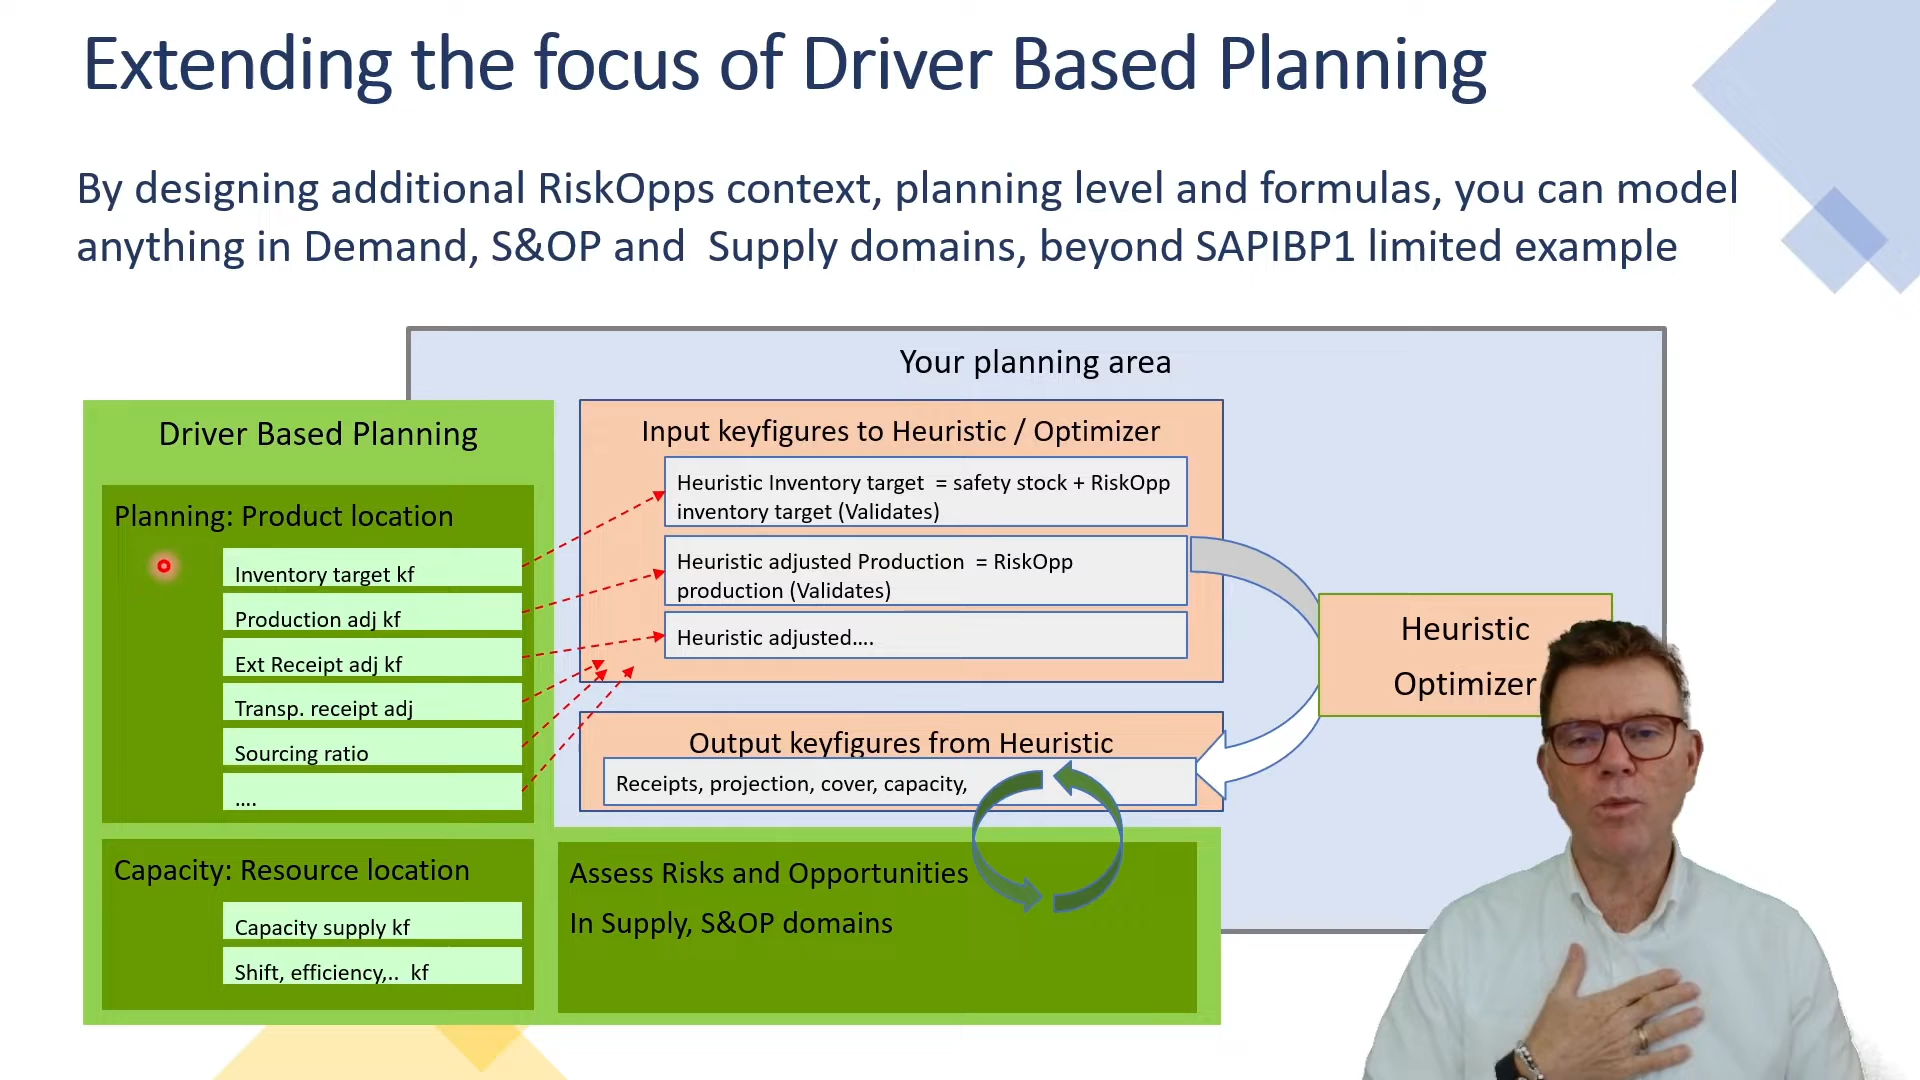 Extending the focus of Driver Based Planning
By designing additional RiskOpps context, planning level and formulas, you can model
anything in Demand, S&OP and Supply domains, beyond SAPIBP1 limited example
Your planning area
Driver Based Planning
Planning: Product location
Inventory target kf
Production adj kf
Ext Receipt adj kf
Transp. receipt adj
Sourcing ratio
....
Capacity: Resource location
Capacity supply kf
Shift, efficiency,.. kf
Input keyfigures to Heuristic / Optimizer
Heuristic Inventory target = safety stock + RiskOpp
inventory target (Validates)
Heuristic adjusted Production = RiskOpp
production (Validates)
Heuristic adjusted....
Output keyfigures from Heuristic
Receipts, projection, cover, capacity,
Assess Risks and Opportunities
In Supply, S&OP domains
Heuristic
Optimizer